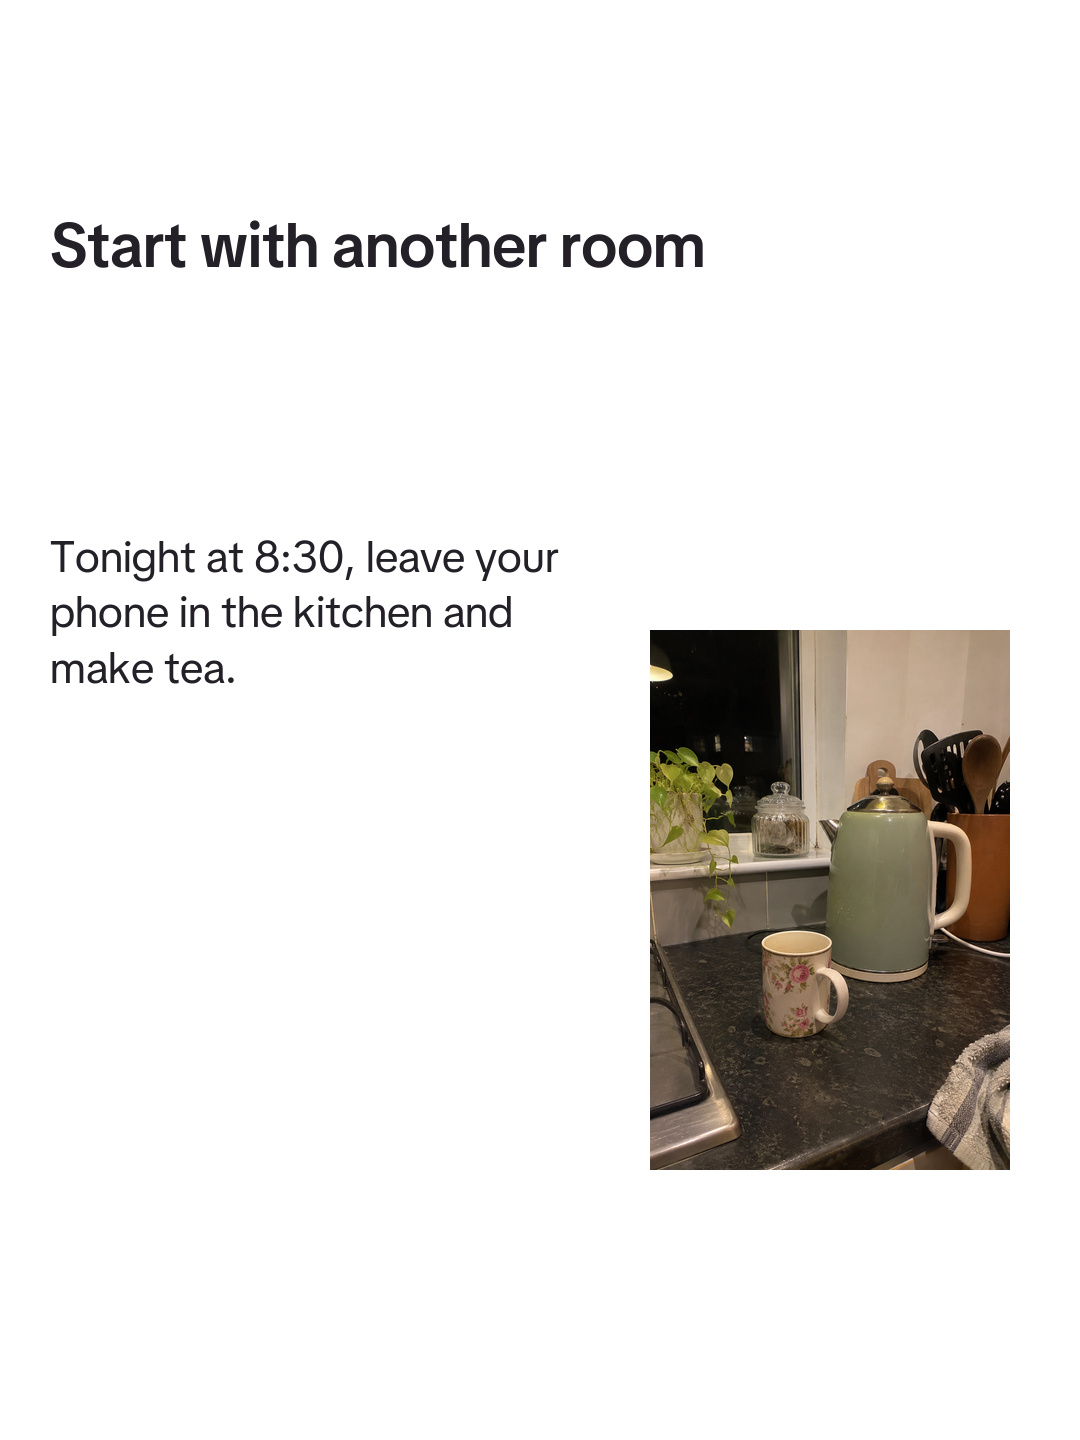 Start with another room
Tonight at 8:30, leave your
phone in the kitchen and
make tea.